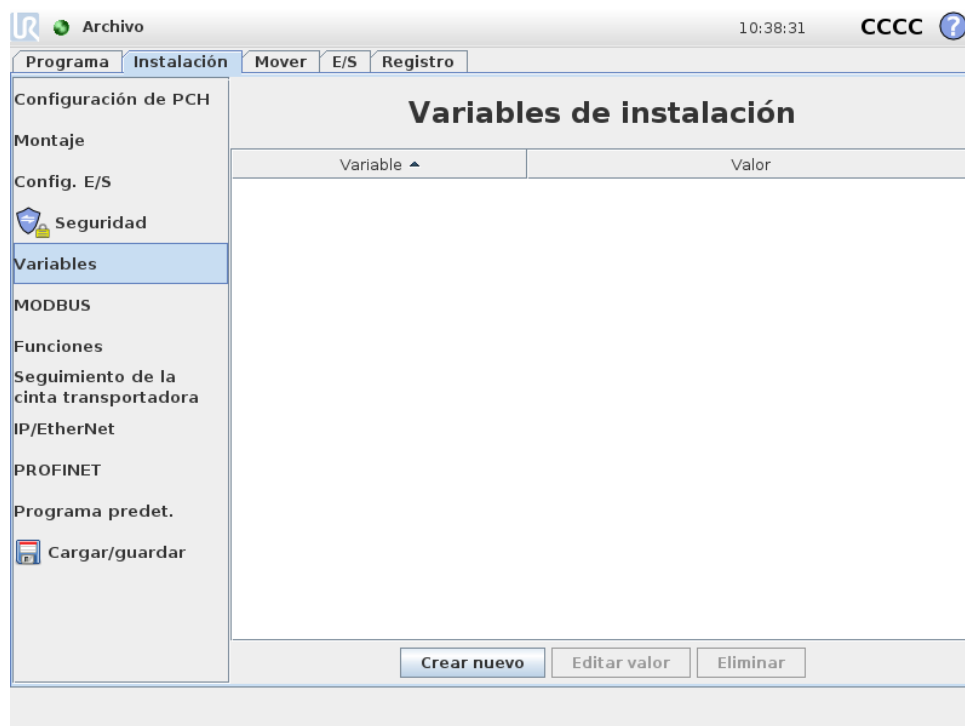 UR Archivo 10:38:31 CCCC ?
Programa Instalación Mover E/S Registro
Configuración de PCH
Montaje
Config. E/S
Seguridad
Variables
MODBUS
Funciones
Seguimiento de la
cinta transportadora
IP/EtherNet
PROFINET
Programa predet.
Cargar/guardar
Variables de instalación
Variable Valor
Crear nuevo Editar valor Eliminar